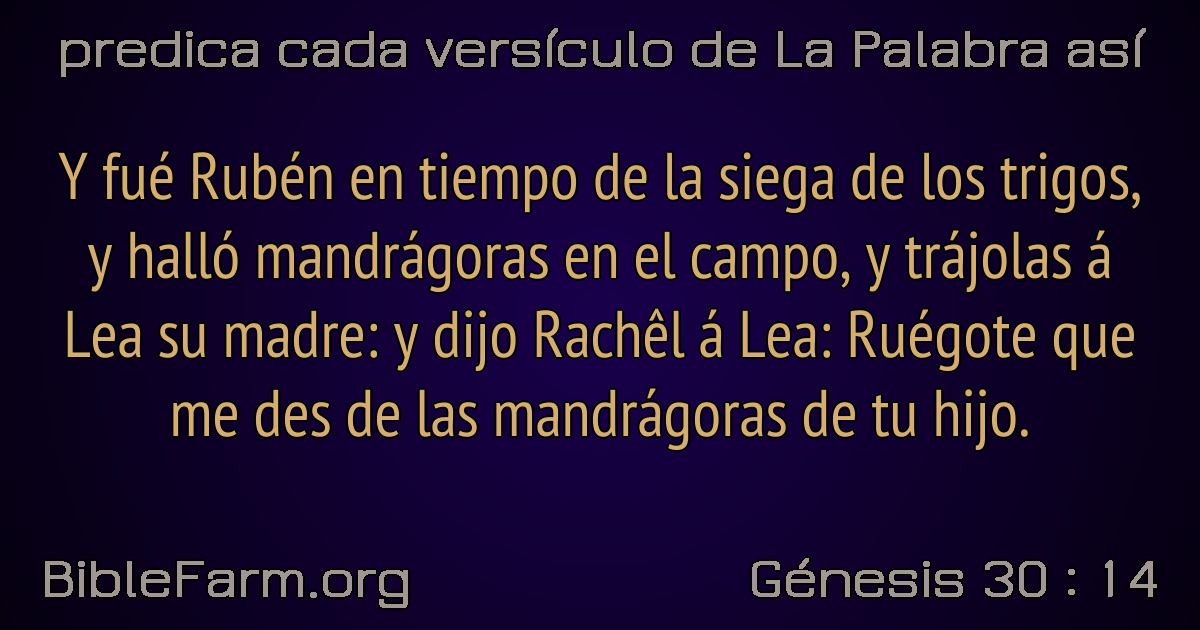 predica cada versículo de La Palabra así
Y fué Rubén en tiempo de la siega de los trigos,
y halló mandrágoras en el campo, y trájolas á
Lea su madre: y dijo Rachêl á Lea: Ruégote que
me des de las mandrágoras de tu hijo.
BibleFarm.org
Génesis 30 : 14